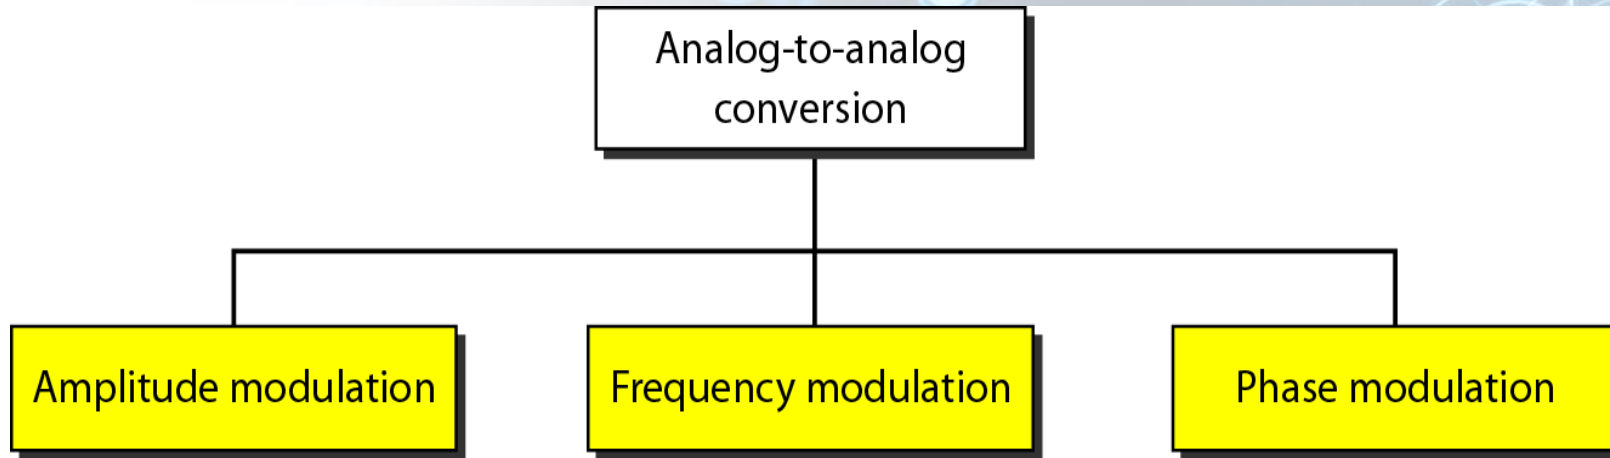 Analog-to-analog
conversion
Amplitude modulation
Frequency modulation
Phase modulation